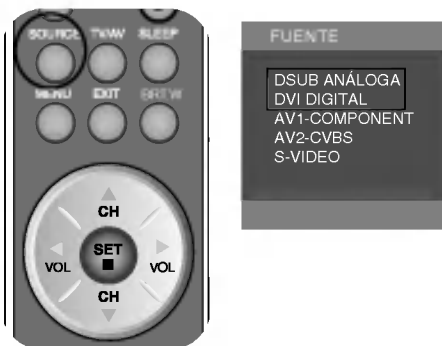 SOURCE TV/AV SLEEP
MENU EXIT BRT/W
CH
VOL SET VOL
CH
FUENTE
DSUB ANÁLOGA
DVI DIGITAL
AV1-COMPONENT
AV2-CVBS
S-VIDEO